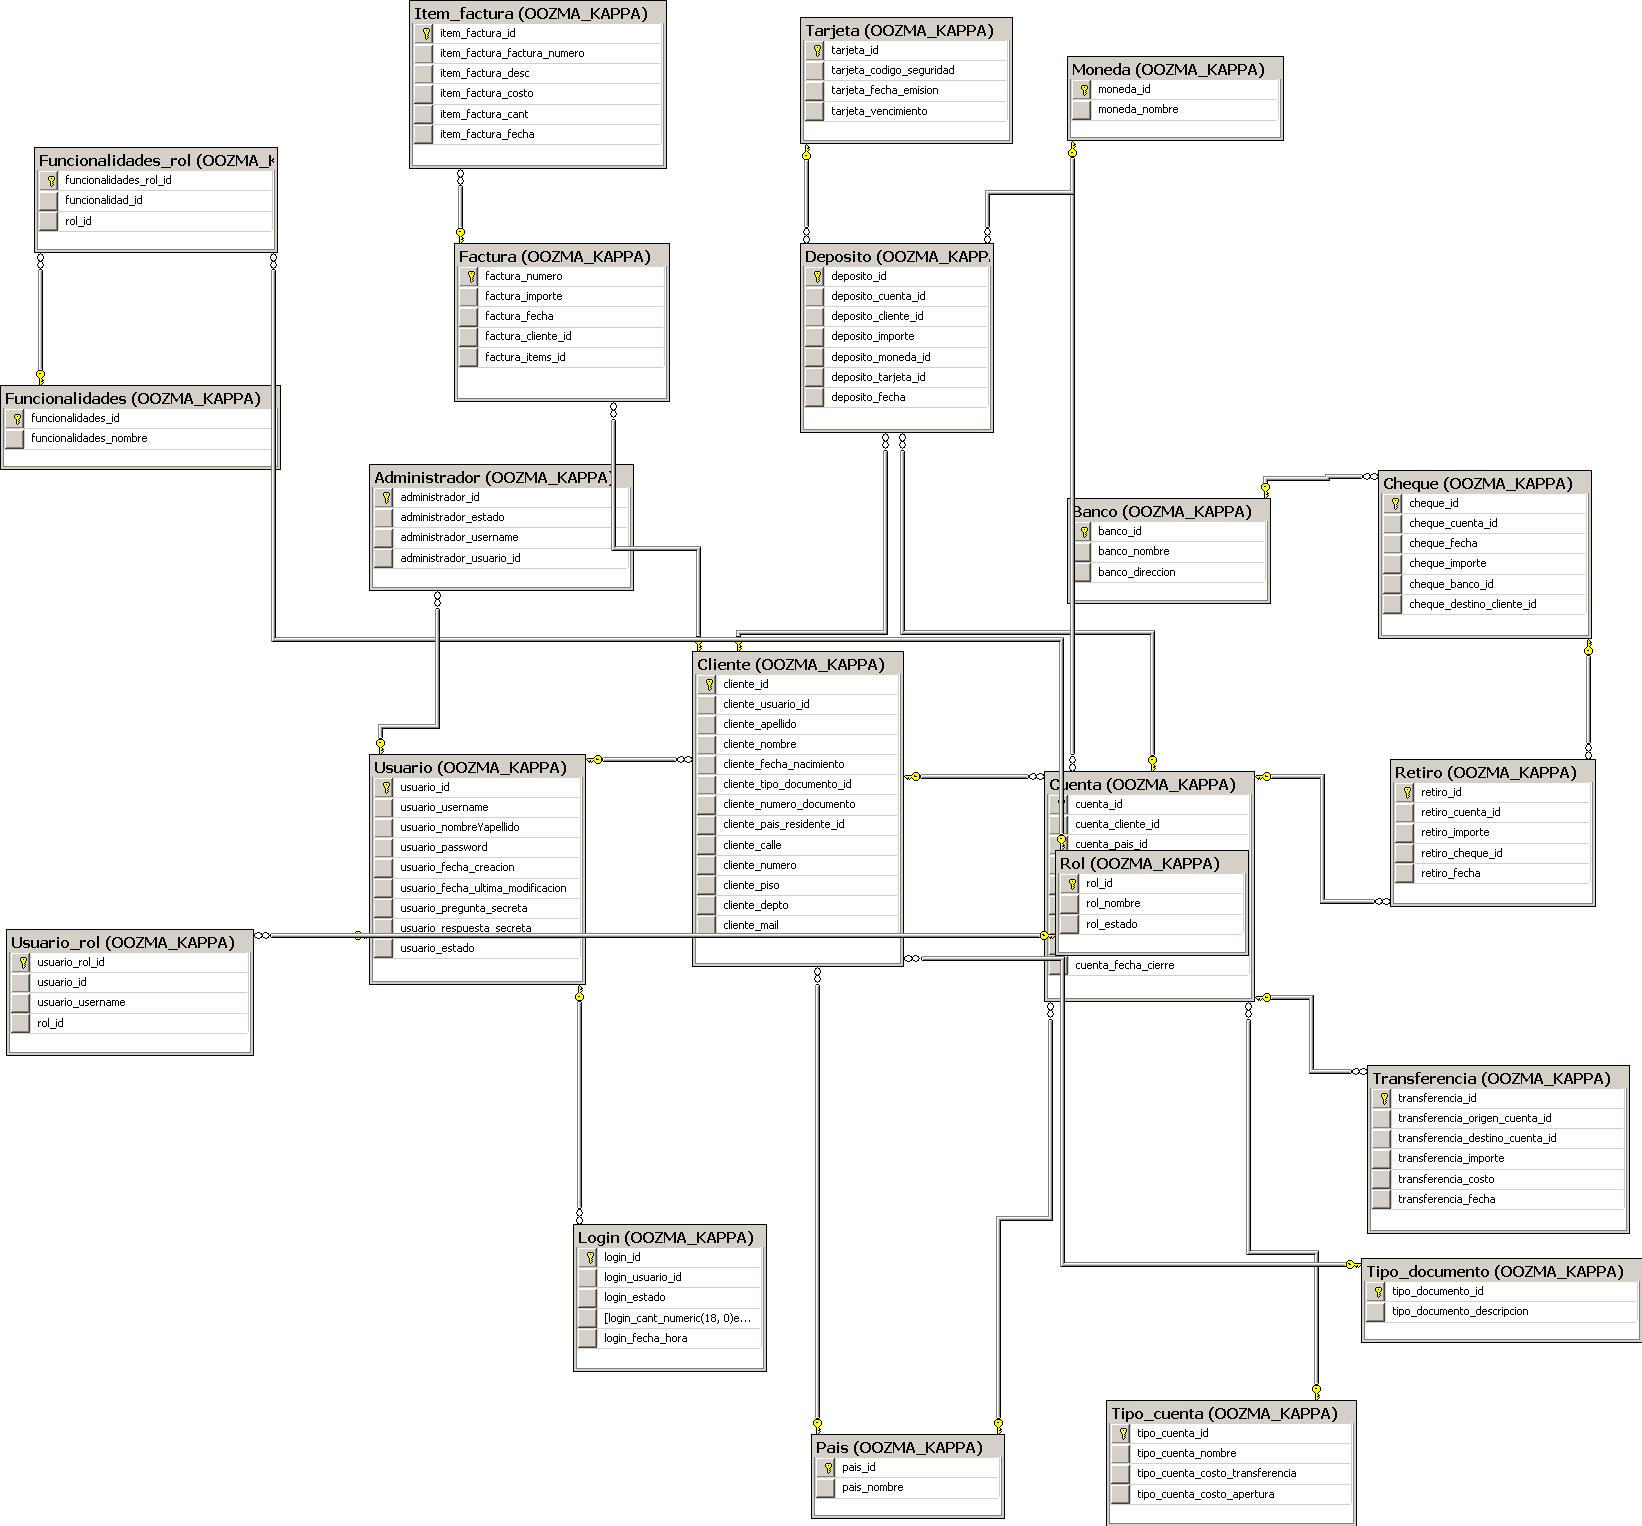 Item_factura (OOZMA_KAPPA)
item_factura_id
item_factura_factura_numero
item_factura_desc
item_factura_costo
item_factura_cant
item_factura_fecha
Tarjeta (OOZMA_KAPPA)
tarjeta_id
tarjeta_codigo_seguridad
tarjeta_fecha_emision
tarjeta_vencimiento
Moneda (OOZMA_KAPPA)
moneda_id
moneda_nombre
Funcionalidades_rol (OOZMA_K
funcionalidades_rol_id
funcionalidad_id
rol_id
Factura (OOZMA_KAPPA)
factura_numero
factura_importe
factura_fecha
factura_cliente_id
factura_items_id
Deposito (OOZMA_KAPP
deposito_id
deposito_cuenta_id
deposito_cliente_id
deposito_importe
deposito_moneda_id
deposito_tarjeta_id
deposito_fecha
Funcionalidades (OOZMA_KAPPA)
funcionalidades_id
funcionalidades_nombre
Administrador (OOZMA_KAPPA)
administrador_id
administrador_estado
administrador_username
administrador_usuario_id
Banco (OOZMA_KAPPA)
banco_id
banco_nombre
banco_direccion
Cheque (OOZMA_KAPPA)
cheque_id
cheque_cuenta_id
cheque_fecha
cheque_importe
cheque_banco_id
cheque_destino_cliente_id
Cliente (OOZMA_KAPPA)
cliente_id
cliente_usuario_id
cliente_apellido
cliente_nombre
cliente_fecha_nacimiento
cliente_tipo_documento_id
cliente_numero_documento
cliente_pais_residente_id
cliente_calle
cliente_numero
cliente_piso
cliente_depto
cliente_mail
Usuario (OOZMA_KAPPA)
usuario_id
usuario_username
usuario_nombreYapellido
usuario_password
usuario_fecha_creacion
usuario_fecha_ultima_modificacion
usuario_pregunta_secreta
usuario_respuesta_secreta
usuario_estado
Cuenta (OOZMA_KAPPA)
cuenta_id
cuenta_cliente_id
cuenta_pais_id
Rol (OOZMA_KAPPA)
rol_id
rol_nombre
rol_estado
cuenta_fecha_cierre
Retiro (OOZMA_KAPPA)
retiro_id
retiro_cuenta_id
retiro_importe
retiro_cheque_id
retiro_fecha
Usuario_rol (OOZMA_KAPPA)
usuario_rol_id
usuario_id
usuario_username
rol_id
Transferencia (OOZMA_KAPPA)
transferencia_id
transferencia_origen_cuenta_id
transferencia_destino_cuenta_id
transferencia_importe
transferencia_costo
transferencia_fecha
Login (OOZMA_KAPPA)
login_id
login_usuario_id
login_estado
[login_cant_numeric(18, 0)e...
login_fecha_hora
Tipo_documento (OOZMA_KAPPA)
tipo_documento_id
tipo_documento_descripcion
Tipo_cuenta (OOZMA_KAPPA)
tipo_cuenta_id
tipo_cuenta_nombre
tipo_cuenta_costo_transferencia
tipo_cuenta_costo_apertura
Pais (OOZMA_KAPPA)
pais_id
pais_nombre